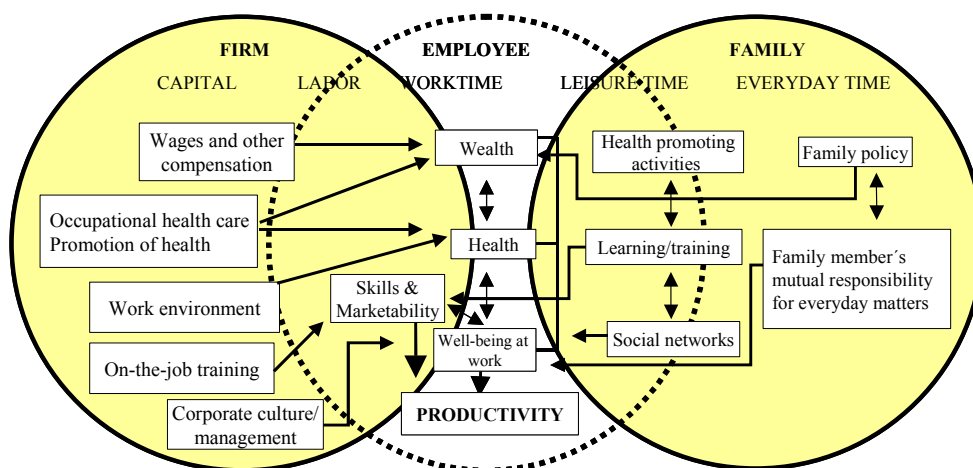 FIRM
EMPLOYEE
FAMILY
CAPITAL
LABOR
WORKTIME
LEISURE TIME
EVERYDAY TIME
Wages and other
compensation
Wealth
Health promoting
activities
Family policy
Occupational health care
Promotion of health
Health
Learning/training
Family member´s
mutual responsibility
for everyday matters
Work environment
Skills &
Marketability
Social networks
Well-being at
work
On-the-job training
Corporate culture/
management
PRODUCTIVITY